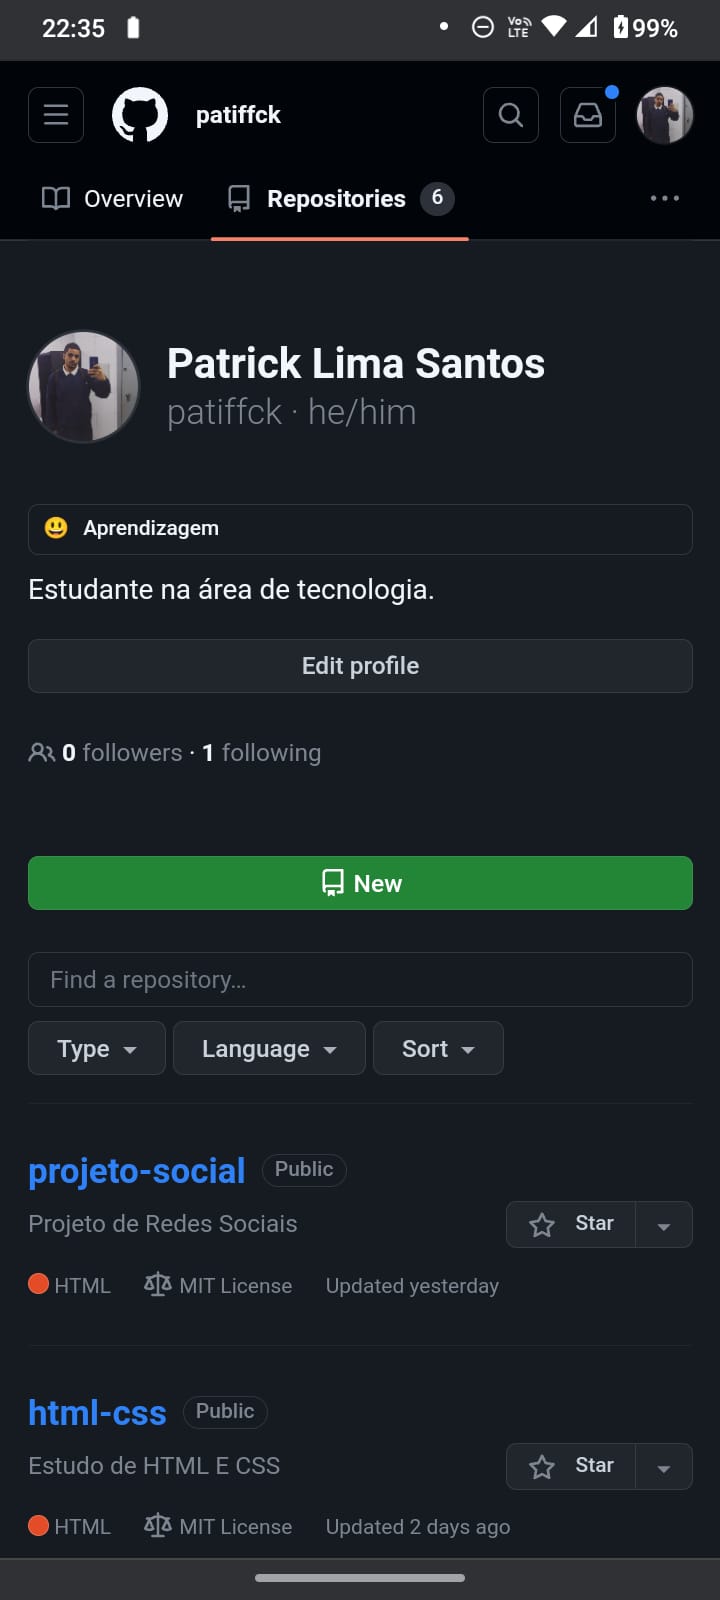 22:35
Vo)) LTE
99%
patiffck
Overview
Repositories 6
Patrick Lima Santos
patiffck · he/him
😃 Aprendizagem
Estudante na área de tecnologia.
Edit profile
0 followers · 1 following
New
Find a repository...
Type
Language
Sort
projeto-social Public
Projeto de Redes Sociais
Star
HTML MIT License Updated yesterday
html-css Public
Estudo de HTML E CSS
Star
HTML MIT License Updated 2 days ago